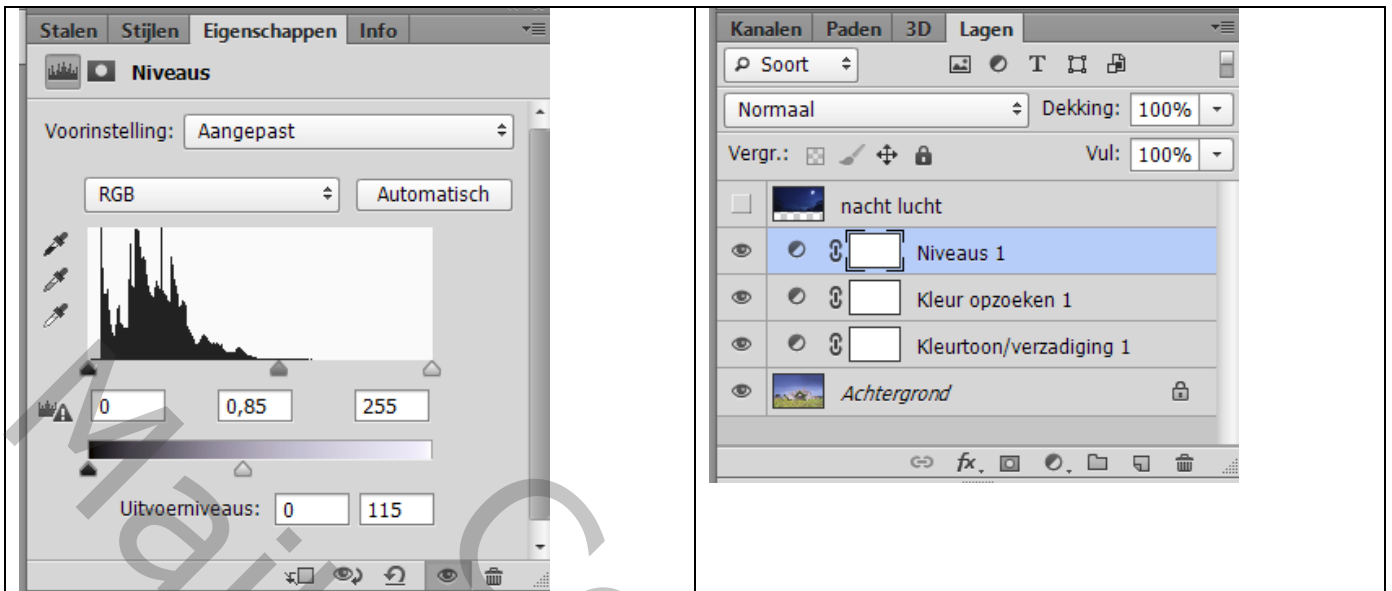 Stalen Stijlen Eigenschappen Info
Niveaus
Voorinstelling: Aangepast
RGB Automatisch
0 0,85 255
Uitvoerniveaus: 0 115
Kanalen Paden 3D Lagen
Soort T
Normaal Dekking: 100%
Vergr.: Vul: 100%
nacht lucht
Niveaus 1
Kleur opzoeken 1
Kleurtoon/verzadiging 1
Achtergrond
fx